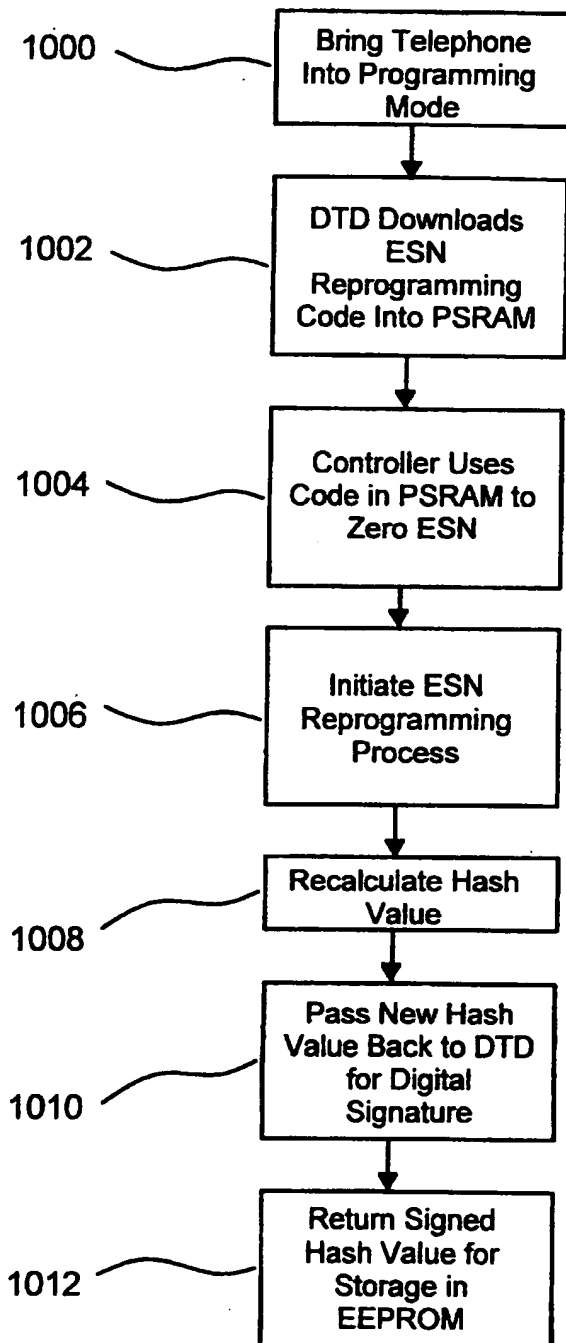 1000
Bring Telephone
Into Programming
Mode
1002
DTD Downloads
ESN
Reprogramming
Code Into PSRAM
1004
Controller Uses
Code in PSRAM to
Zero ESN
1006
Initiate ESN
Reprogramming
Process
1008
Recalculate Hash
Value
1010
Pass New Hash
Value Back to DTD
for Digital
Signature
1012
Return Signed
Hash Value for
Storage in
EEPROM